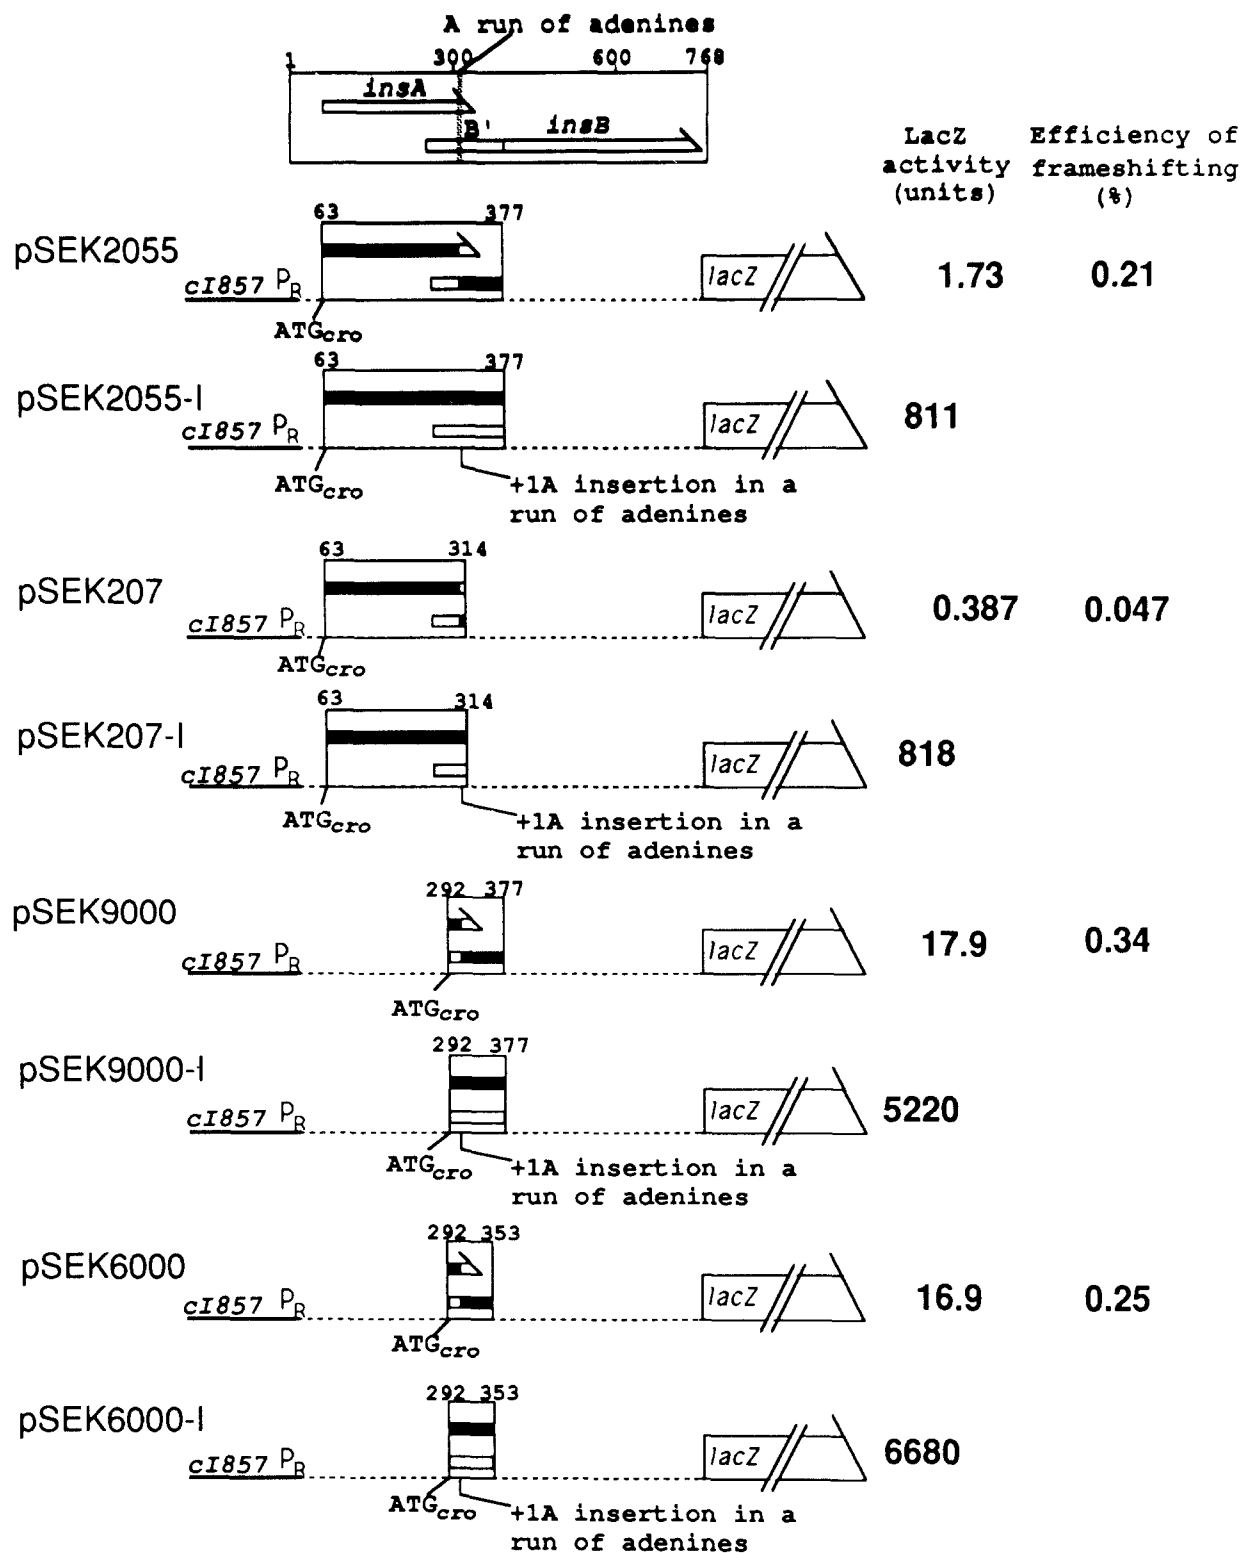 A run of adenines
1 300 600 768
insA
B' insB
LacZ activity (units)
Efficiency of frameshifting (%)
pSEK2055
63 377
cI857 PR
lacZ
1.73 0.21
ATGcro
pSEK2055-I
63 377
cI857 PR
lacZ
811
ATGcro
+1A insertion in a
run of adenines
pSEK207
63 314
cI857 PR
lacZ
0.387 0.047
ATGcro
pSEK207-I
63 314
cI857 PR
lacZ
818
ATGcro
+1A insertion in a
run of adenines
pSEK9000
292 377
cI857 PR
lacZ
17.9 0.34
ATGcro
pSEK9000-I
292 377
cI857 PR
lacZ
5220
ATGcro
+1A insertion in a
run of adenines
pSEK6000
292 353
cI857 PR
lacZ
16.9 0.25
ATGcro
pSEK6000-I
292 353
cI857 PR
lacZ
6680
ATGcro
+1A insertion in a
run of adenines